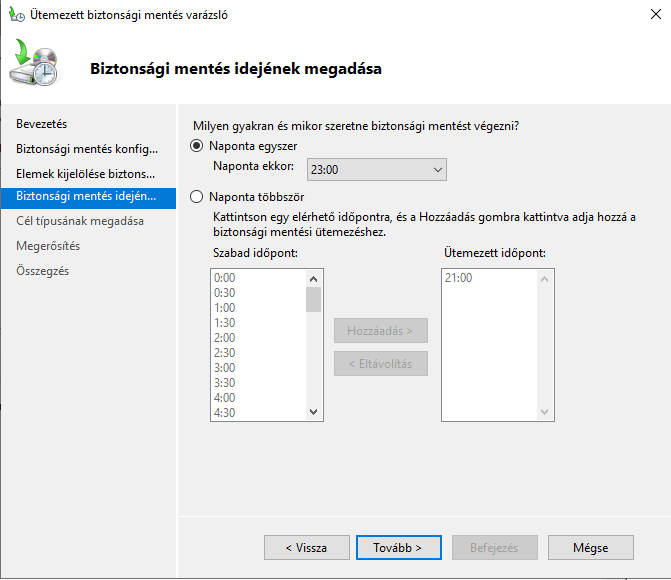 Ütemezett biztonsági mentés varázsló
Biztonsági mentés idejének megadása
Bevezetés
Biztonsági mentés konfig...
Elemek kijelölése biztons...
Biztonsági mentés idején...
Cél típusának megadása
Megerősítés
Összegzés
Milyen gyakran és mikor szeretne biztonsági mentést végezni?
Naponta egyszer
Naponta ekkor: 23:00
Naponta többször
Kattintson egy elérhető időpontra, és a Hozzáadás gombra kattintva adja hozzá a
biztonsági mentési ütemezéshez.
Szabad időpont:
0:00
0:30
1:00
1:30
2:00
2:30
3:00
3:30
4:00
4:30
Hozzáadás >
< Eltávolítás
Ütemezett időpont:
21:00
< Vissza
Tovább >
Befejezés
Mégse